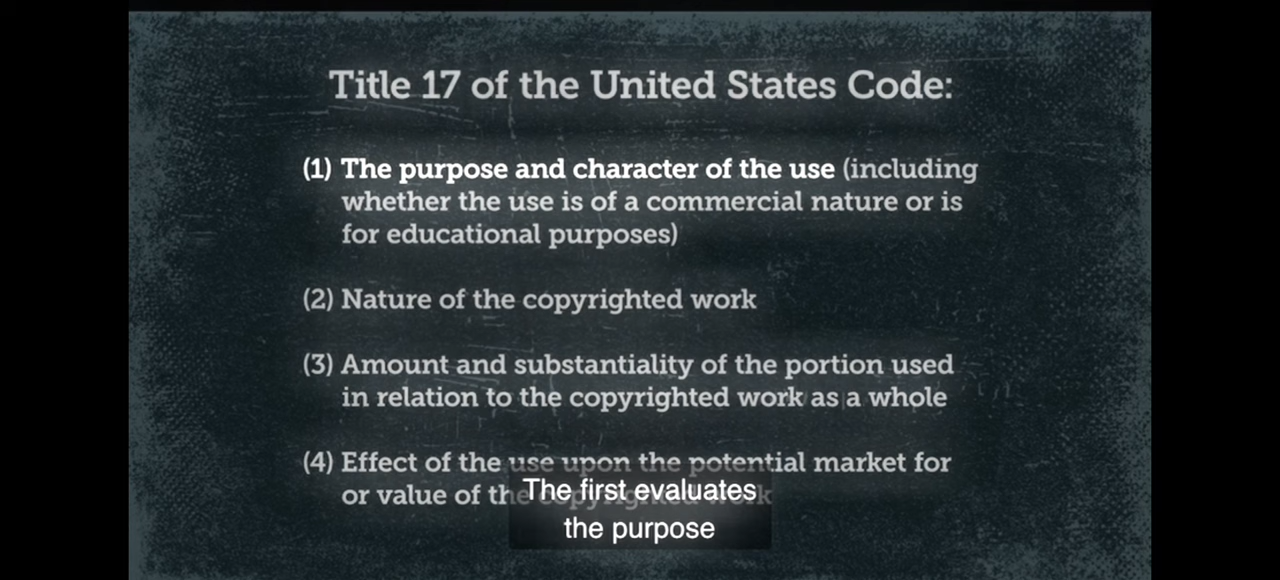 Title 17 of the United States Code:
(1) The purpose and character of the use (including
whether the use is of a commercial nature or is
for educational purposes)
(2) Nature of the copyrighted work
(3) Amount and substantiality of the portion used
in relation to the copyrighted work as a whole
(4) Effect of the use upon the potential market for
or value of the copyrighted work
The first evaluates
the purpose